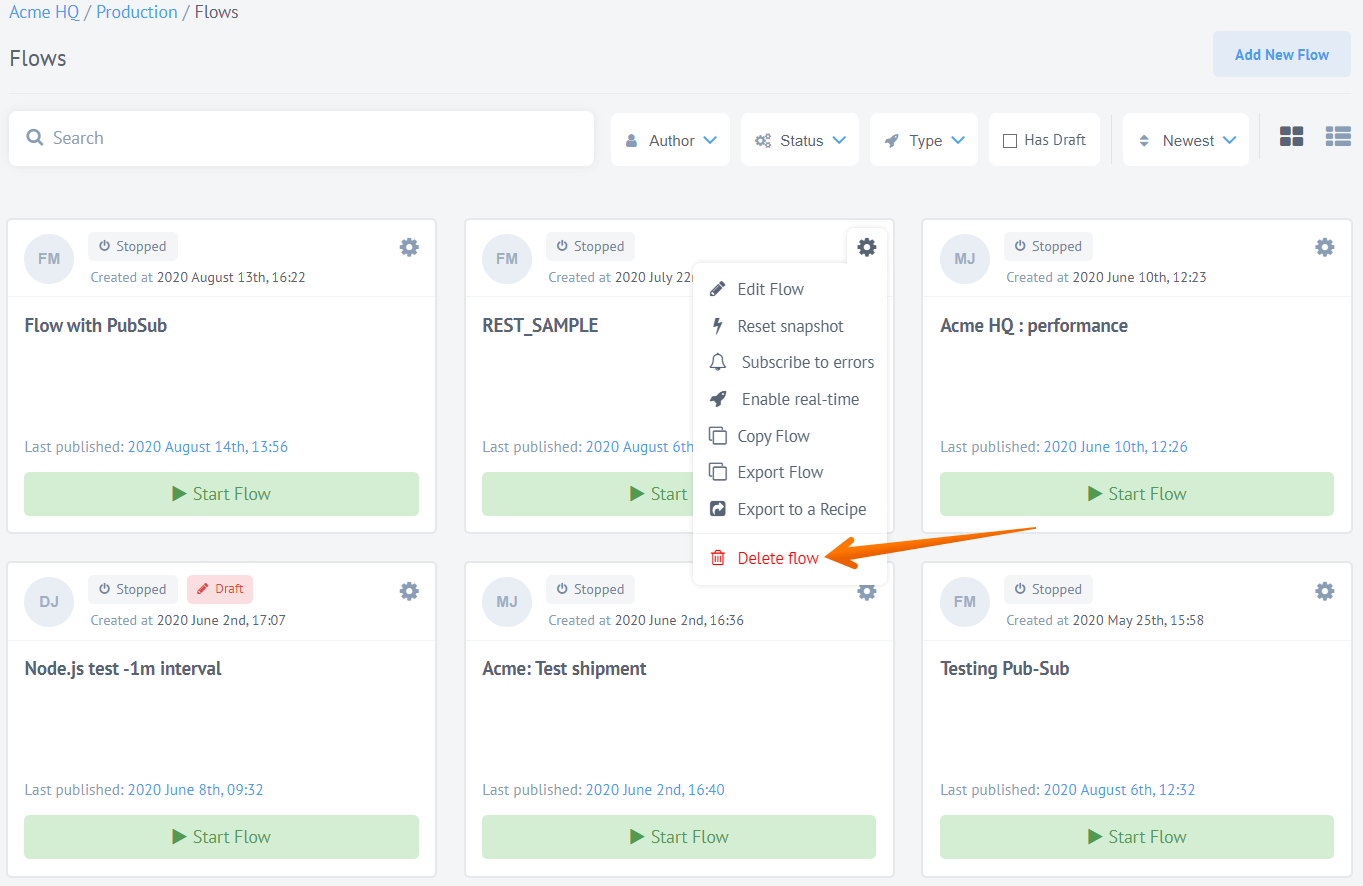 Acme HQ / Production / Flows
Flows
Add New Flow
Search
Author
Status
Type
Has Draft
Newest
FM
Stopped
Created at 2020 August 13th, 16:22
Flow with PubSub
Last published: 2020 August 14th, 13:56
Start Flow
FM
Stopped
Created at 2020 July 22
REST_SAMPLE
Last published: 2020 August 6th
Start
Edit Flow
Reset snapshot
Subscribe to errors
Enable real-time
Copy Flow
Export Flow
Export to a Recipe
Delete flow
MJ
Stopped
Created at 2020 June 10th, 12:23
Acme HQ : performance
Last published: 2020 June 10th, 12:26
Start Flow
DJ
Stopped
Draft
Created at 2020 June 2nd, 17:07
Node.js test -1m interval
Last published: 2020 June 8th, 09:32
Start Flow
MJ
Stopped
Created at 2020 June 2nd, 16:36
Acme: Test shipment
Last published: 2020 June 2nd, 16:40
Start Flow
FM
Stopped
Created at 2020 May 25th, 15:58
Testing Pub-Sub
Last published: 2020 August 6th, 12:32
Start Flow